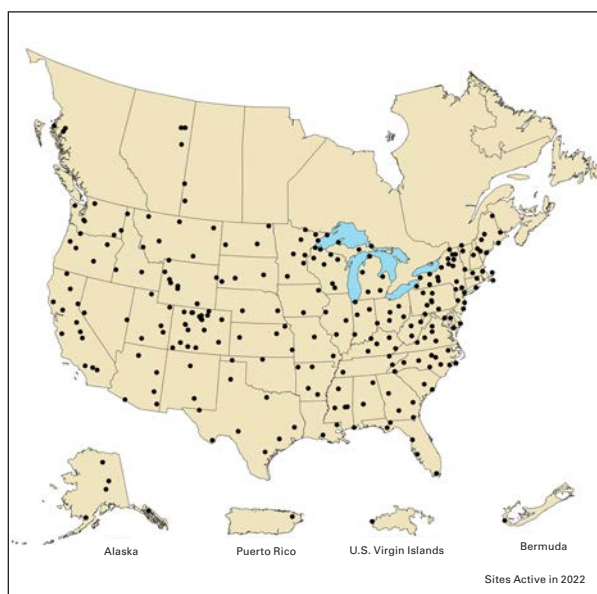 Alaska
Puerto Rico
U.S. Virgin Islands
Bermuda
Sites Active in 2022